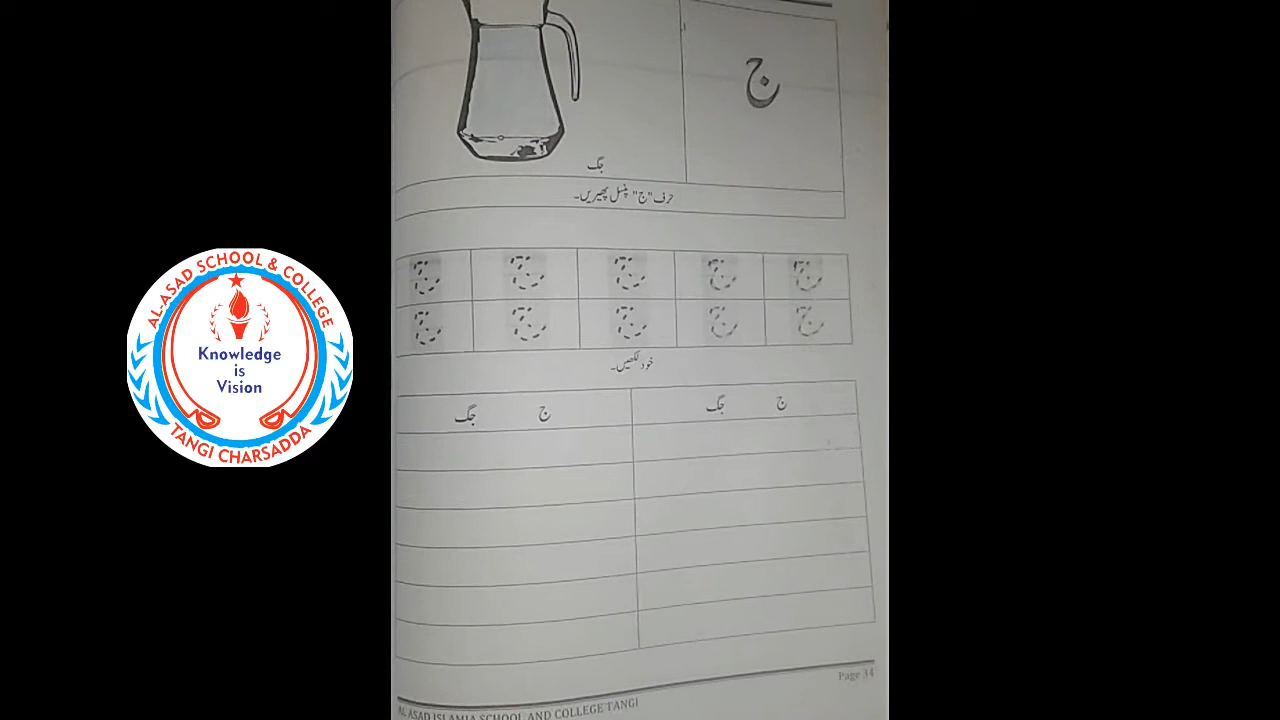 AL-ASAD SCHOOL & COLLEGE
Knowledge
is
Vision
TANGI CHARSADDA
ج
جگ
حرف "ج" پنسل پھیریں۔
ج ج ج ج ج
ج ج ج ج ج
خود لکھیں۔
ج جگ ج جگ
Page 34
AL-ASAD ISLAMIA SCHOOL AND COLLEGE TANGI